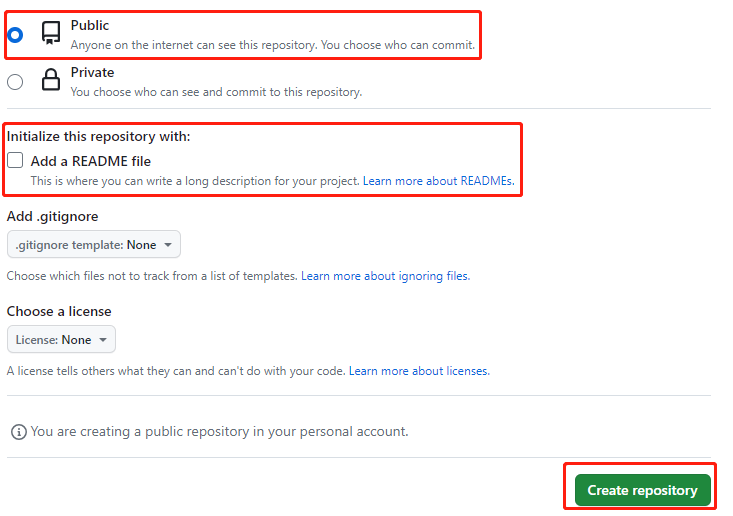 Public
Anyone on the internet can see this repository. You choose who can commit.
Private
You choose who can see and commit to this repository.
Initialize this repository with:
Add a README file
This is where you can write a long description for your project. Learn more about READMEs.
Add .gitignore
.gitignore template: None
Choose which files not to track from a list of templates. Learn more about ignoring files.
Choose a license
License: None
A license tells others what they can and can't do with your code. Learn more about licenses.
You are creating a public repository in your personal account.
Create repository